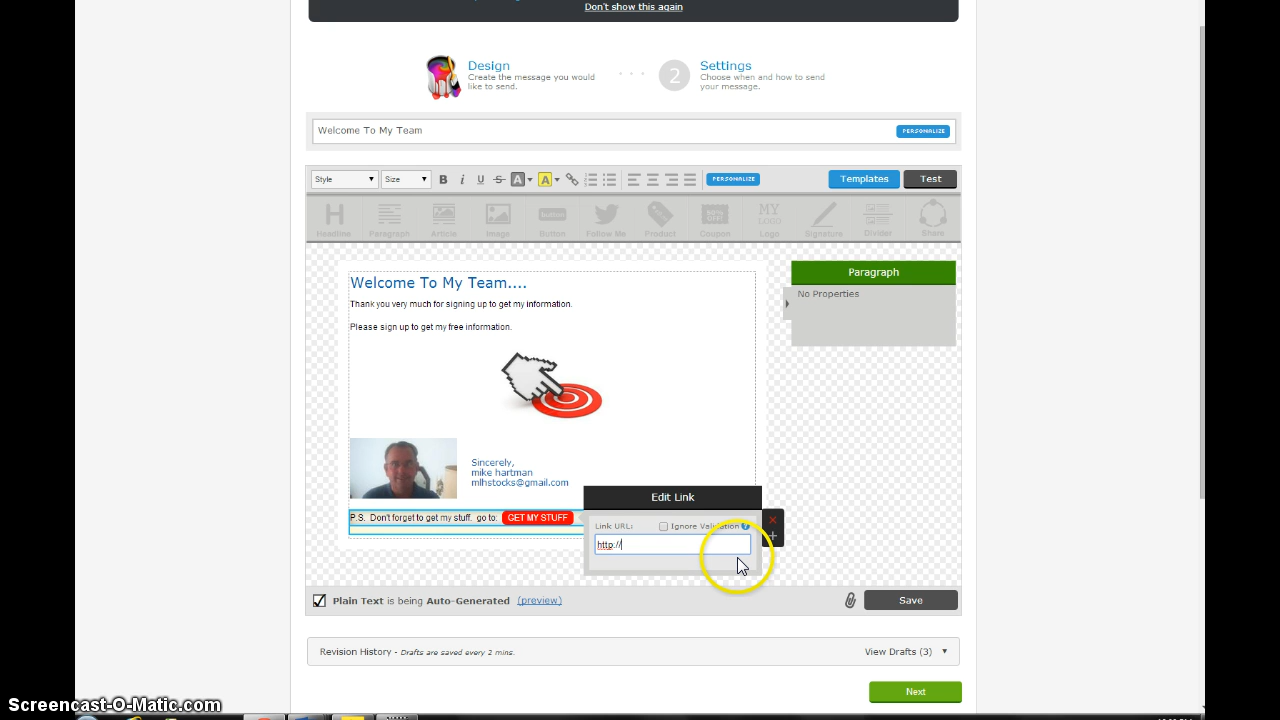 Don't show this again
Design
Create the message you would
like to send.
2
Settings
Choose when and how to send
your message.
Welcome To My Team
PERSONALIZE
Style
Size
B i U S A A
PERSONALIZE
Templates
Test
H
Headline
Paragraph
Article
Image
Button
Button
Follow Me
Product
50%
OFF!
Coupon
MY
LOGO
Logo
Signature
Divider
Share
Welcome To My Team....
Thank you very much for signing up to get my information.
Please sign up to get my free information.
Paragraph
No Properties
Sincerely,
mike hartman
mlhstocks@gmail.com
P.S. Don't forget to get my stuff. go to: GET MY STUFF
Edit Link
Link URL:
Ignore Validation ?
http://
Plain Text is being Auto-Generated (preview)
Save
Revision History - Drafts are saved every 2 mins.
View Drafts (3)
Next
Screencast-O-Matic.com